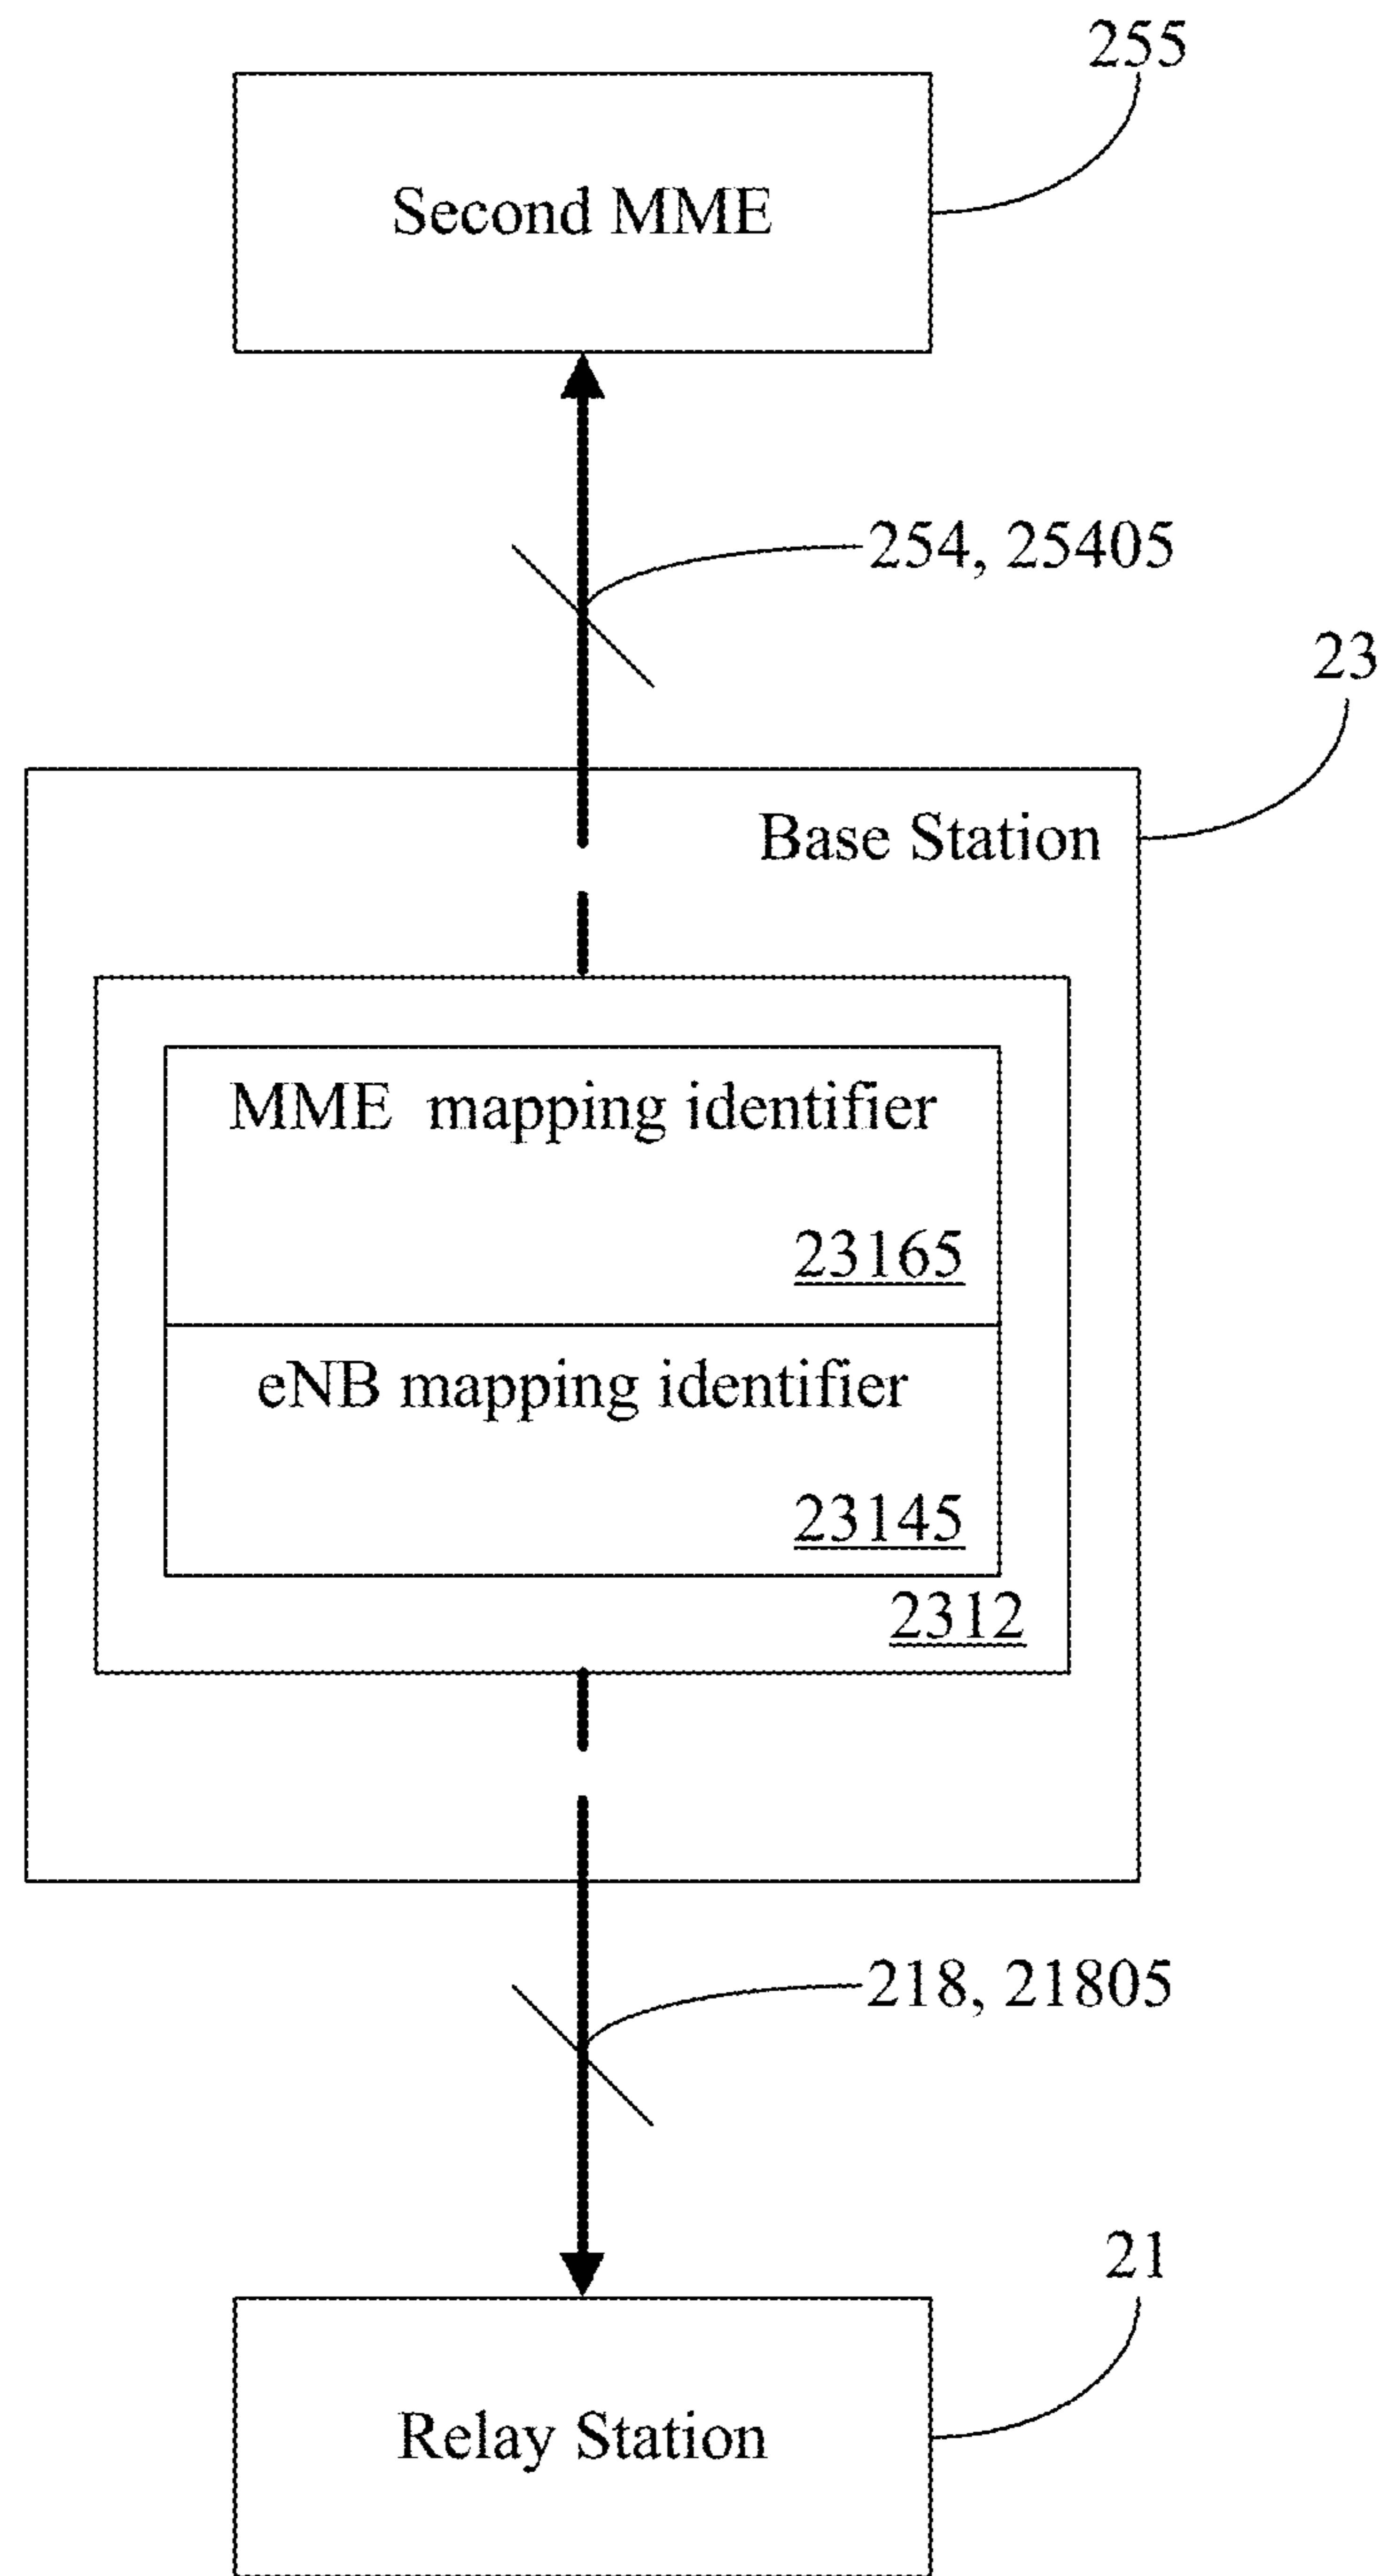 255
Second MME
254, 25405
23
Base Station
MME mapping identifier
23165
eNB mapping identifier
23145
2312
218, 21805
21
Relay Station